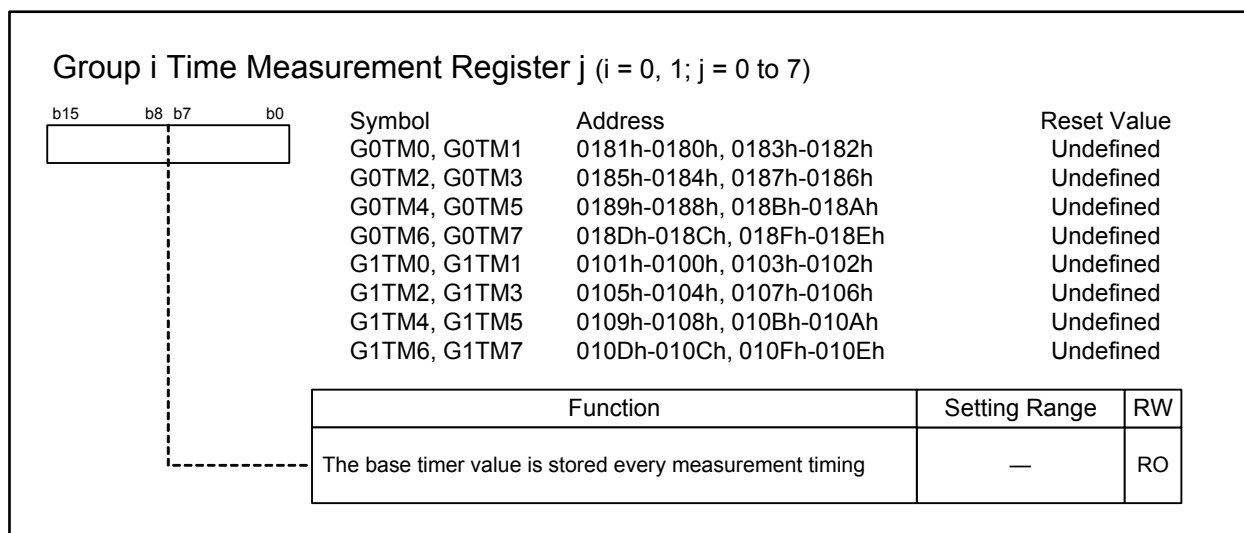 Group i Time Measurement Register j (i = 0, 1; j = 0 to 7)
b15 b8 b7 b0
Symbol Address Reset Value
G0TM0, G0TM1 0181h-0180h, 0183h-0182h Undefined
G0TM2, G0TM3 0185h-0184h, 0187h-0186h Undefined
G0TM4, G0TM5 0189h-0188h, 018Bh-018Ah Undefined
G0TM6, G0TM7 018Dh-018Ch, 018Fh-018Eh Undefined
G1TM0, G1TM1 0101h-0100h, 0103h-0102h Undefined
G1TM2, G1TM3 0105h-0104h, 0107h-0106h Undefined
G1TM4, G1TM5 0109h-0108h, 010Bh-010Ah Undefined
G1TM6, G1TM7 010Dh-010Ch, 010Fh-010Eh Undefined
Function Setting Range RW
The base timer value is stored every measurement timing — RO